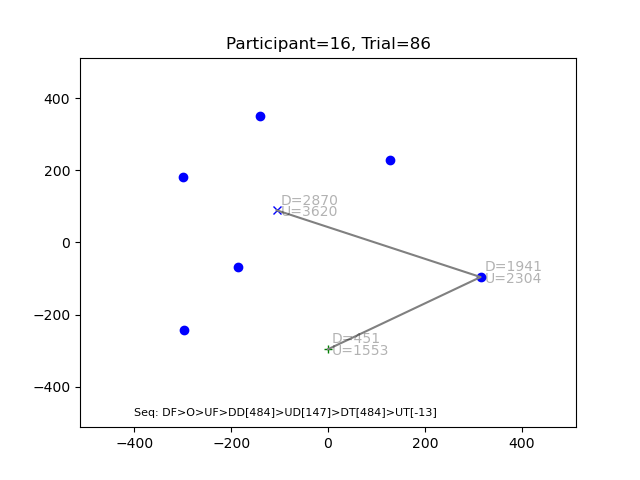 Participant=16, Trial=86
400
200
0
−200
−400
D=2870
U=3620
D=1941
U=2304
D=451
U=1553
Seq: DF>O>UF>DD[484]>UD[147]>DT[484]>UT[-13]
−400
−200
0
200
400